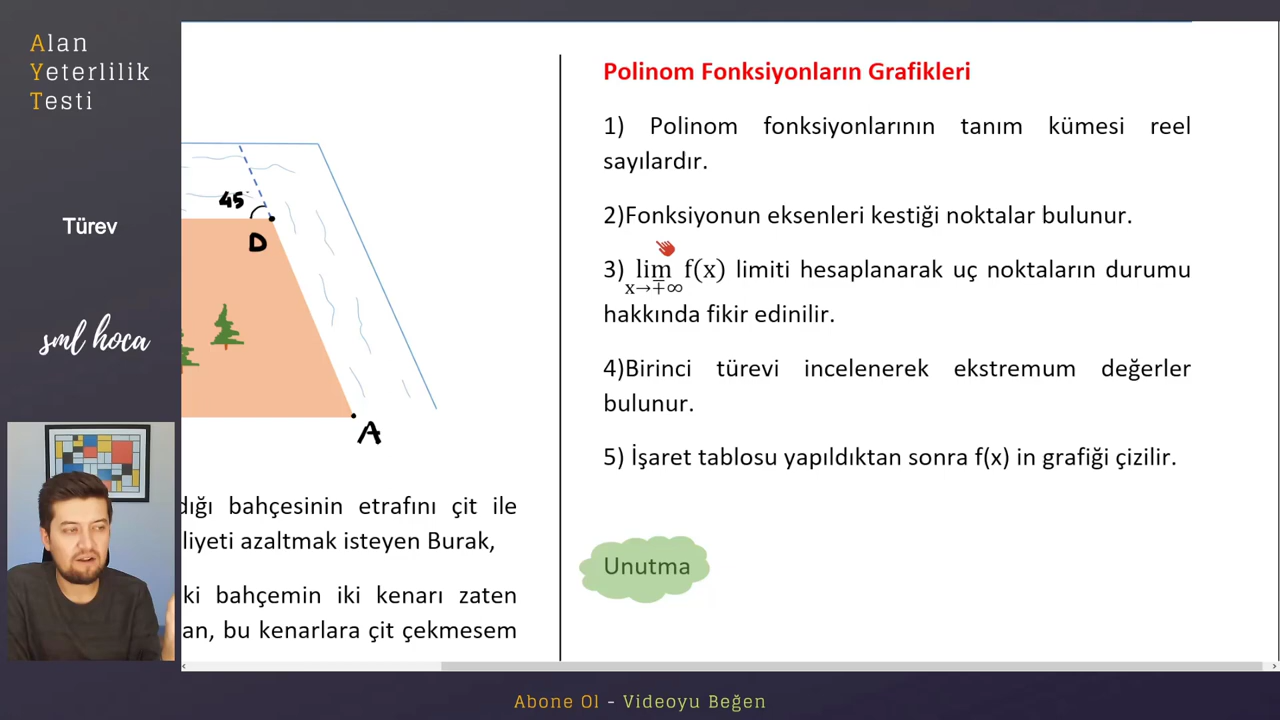 Alan
Yeterlilik
Testi
Türev
sml hoca
45
D
A
dığı bahçesinin etrafını çit ile
liyeti azaltmak isteyen Burak,
ki bahçemin iki kenarı zaten
an, bu kenarlara çit çekmesem
Polinom Fonksiyonların Grafikleri
1) Polinom fonksiyonlarının tanım kümesi reel
sayılardır.
2)Fonksiyonun eksenleri kestiği noktalar bulunur.
3) lim f(x) limiti hesaplanarak uç noktaların durumu
x→∓∞
hakkında fikir edinilir.
4)Birinci türevi incelenerek ekstremum değerler
bulunur.
5) İşaret tablosu yapıldıktan sonra f(x) in grafiği çizilir.
Unutma
Abone Ol - Videoyu Beğen